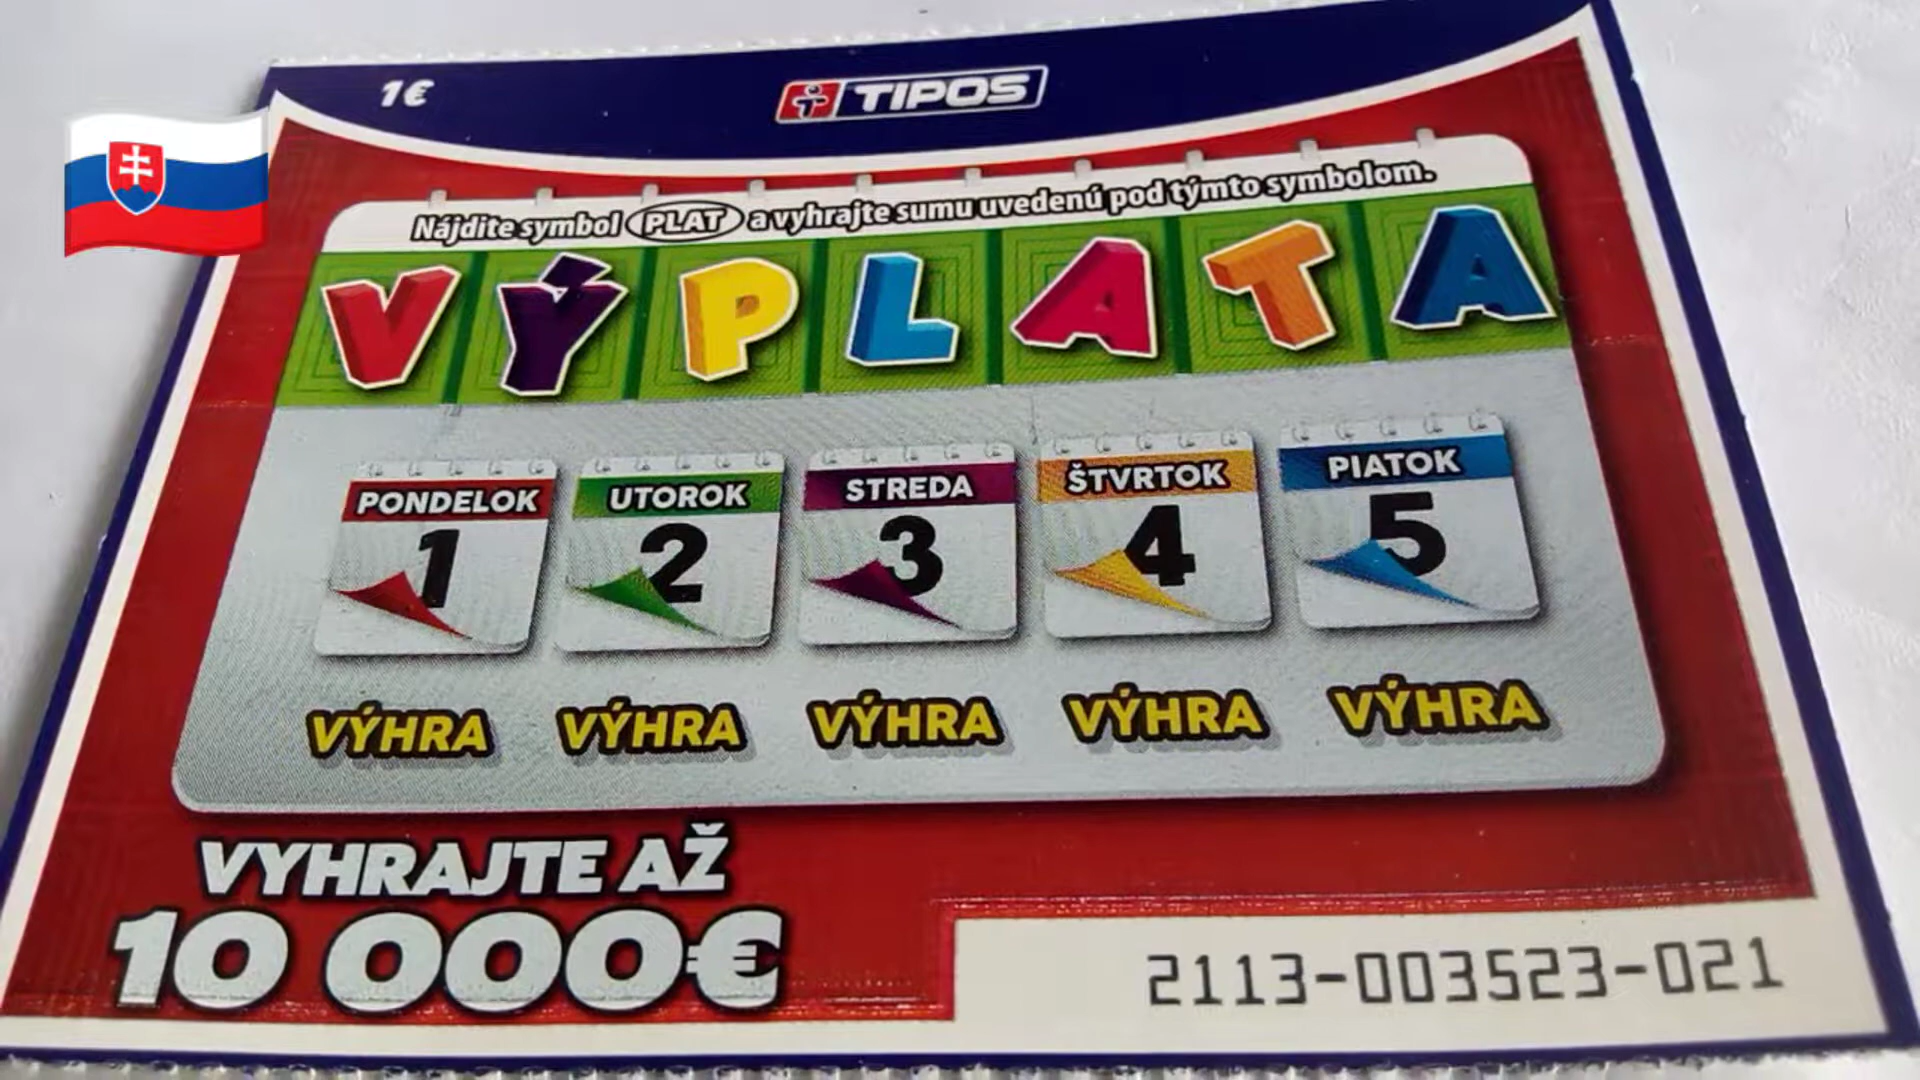 1€
TIPOS
Nájdite symbol PLAT a vyhrajte sumu uvedenú pod týmto symbolom.
VÝPLATA
PONDELOK UTOROK STREDA ŠTVRTOK PIATOK
1 2 3 4 5
VÝHRA VÝHRA VÝHRA VÝHRA VÝHRA
VYHRAJTE AŽ
10 000€
2113-003523-021